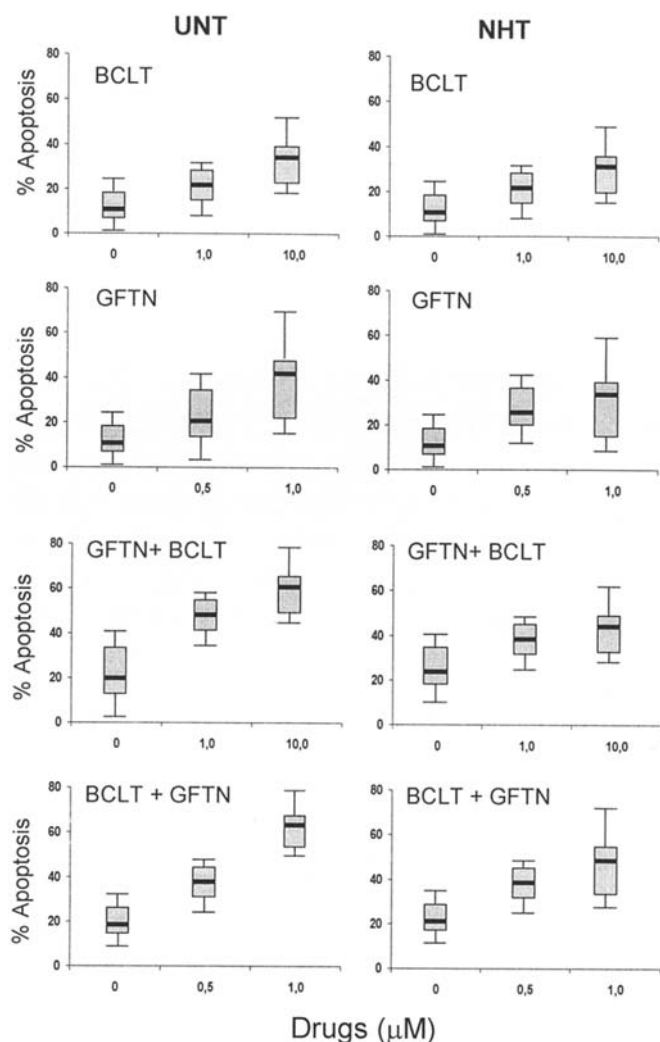 UNT NHT
80 60 40 20 0
% Apoptosis
BCLT
0 1,0 10,0
80 60 40 20 0
BCLT
0 1,0 10,0
80 60 40 20 0
% Apoptosis
GFTN
0 0,5 1,0
80 60 40 20 0
GFTN
0 0,5 1,0
80 60 40 20 0
% Apoptosis
GFTN+ BCLT
0 1,0 10,0
80 60 40 20 0
GFTN+ BCLT
0 1,0 10,0
80 60 40 20 0
% Apoptosis
BCLT + GFTN
0 0,5 1,0
80 60 40 20 0
BCLT + GFTN
0 0,5 1,0
Drugs (μM)